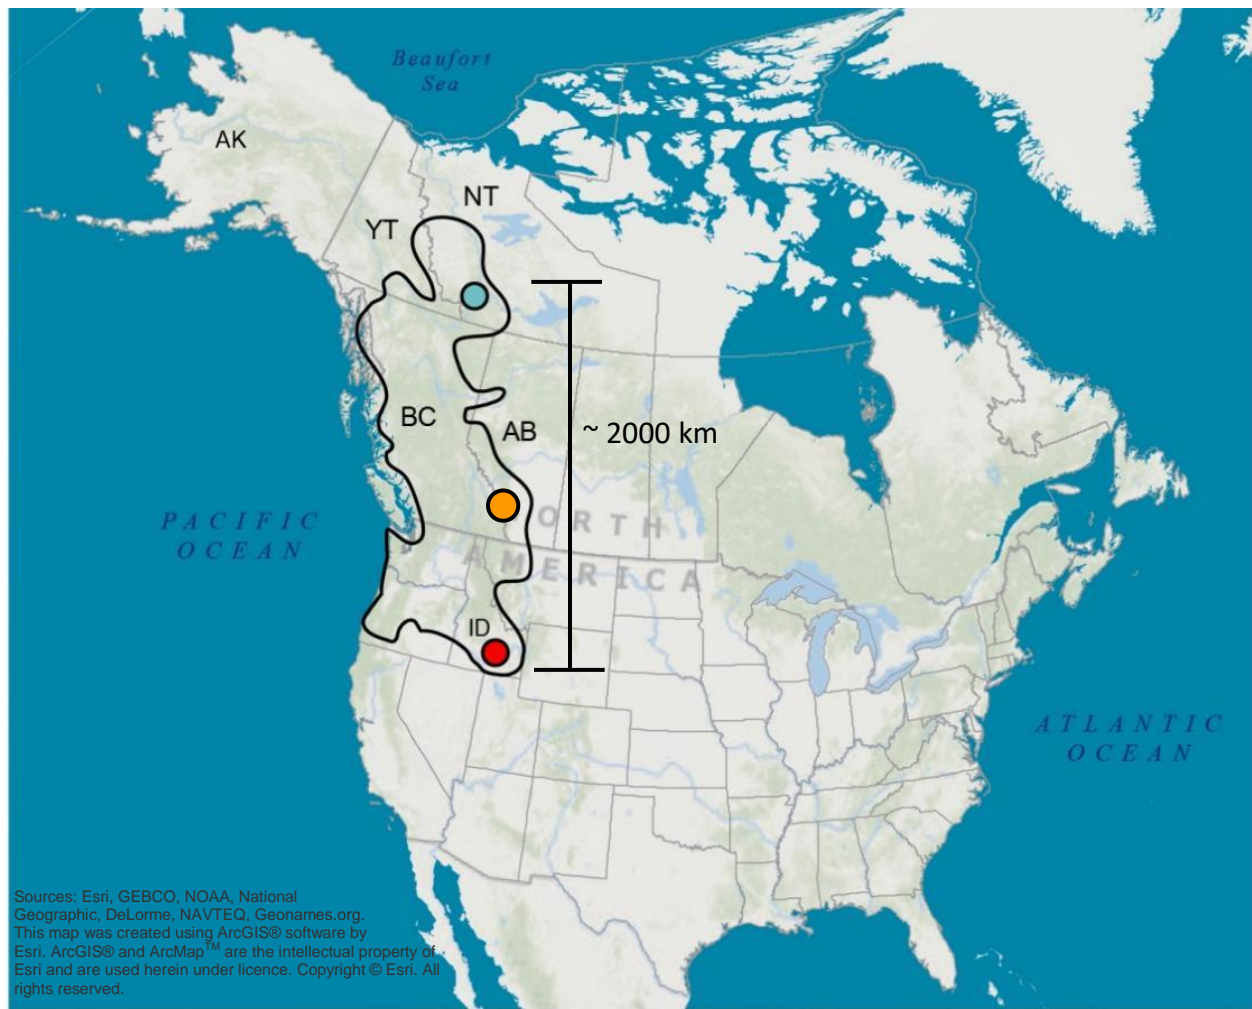 Beaufort
Sea
AK
NT
YT
BC
AB
~ 2000 km
PACIFIC
OCEAN
NORTH
AMERICA
ID
ATLANTIC
OCEAN
Sources: Esri, GEBCO, NOAA, National
Geographic, DeLorme, NAVTEQ, Geonames.org.
This map was created using ArcGIS® software by
Esri. ArcGIS® and ArcMap™ are the intellectual property of
Esri and are used herein under licence. Copyright © Esri. All
rights reserved.